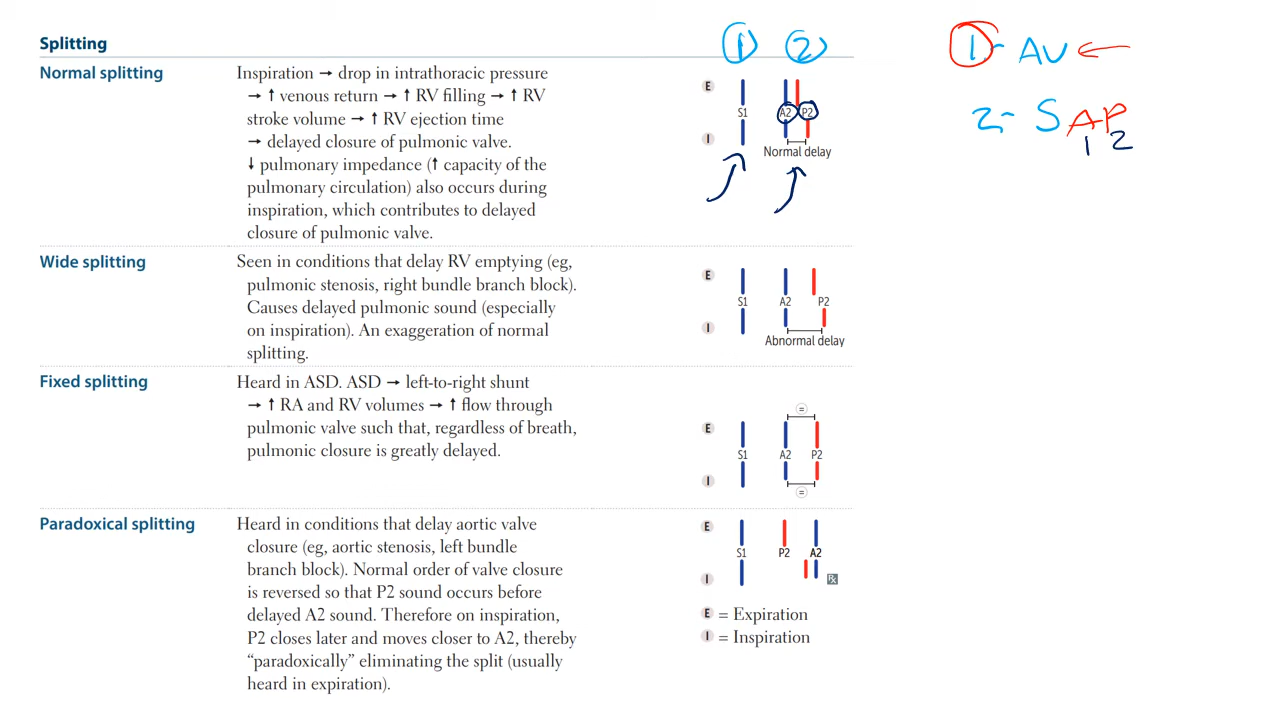 Splitting
① ② ①- AV ←
Normal splitting
Inspiration → drop in intrathoracic pressure
→ ↑ venous return → ↑ RV filling → ↑ RV
stroke volume → ↑ RV ejection time
→ delayed closure of pulmonic valve.
↓ pulmonary impedance (↑ capacity of the
pulmonary circulation) also occurs during
inspiration, which contributes to delayed
closure of pulmonic valve.
E
S1 A2 P2
I
Normal delay
2- SAP
1 2
Wide splitting
Seen in conditions that delay RV emptying (eg,
pulmonic stenosis, right bundle branch block).
Causes delayed pulmonic sound (especially
on inspiration). An exaggeration of normal
splitting.
E
S1 A2 P2
I
Abnormal delay
Fixed splitting
Heard in ASD. ASD → left-to-right shunt
→ ↑ RA and RV volumes → ↑ flow through
pulmonic valve such that, regardless of breath,
pulmonic closure is greatly delayed.
=
E
S1 A2 P2
I
=
Paradoxical splitting
Heard in conditions that delay aortic valve
closure (eg, aortic stenosis, left bundle
branch block). Normal order of valve closure
is reversed so that P2 sound occurs before
delayed A2 sound. Therefore on inspiration,
P2 closes later and moves closer to A2, thereby
“paradoxically” eliminating the split (usually
heard in expiration).
E
S1 P2 A2
I ℞
E = Expiration
I = Inspiration